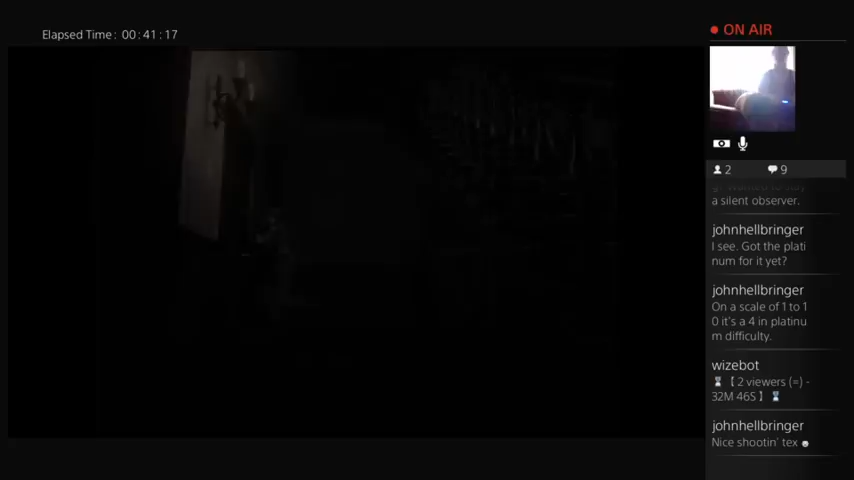 Elapsed Time: 00:41:17
ON AIR
2
9
a silent observer.
johnhellbringer
I see. Got the plati
num for it yet?
johnhellbringer
On a scale of 1 to 1
0 it's a 4 in platinu
m difficulty.
wizebot
⌛【2 viewers (=) -
32M 46S】⌛
johnhellbringer
Nice shootin' tex